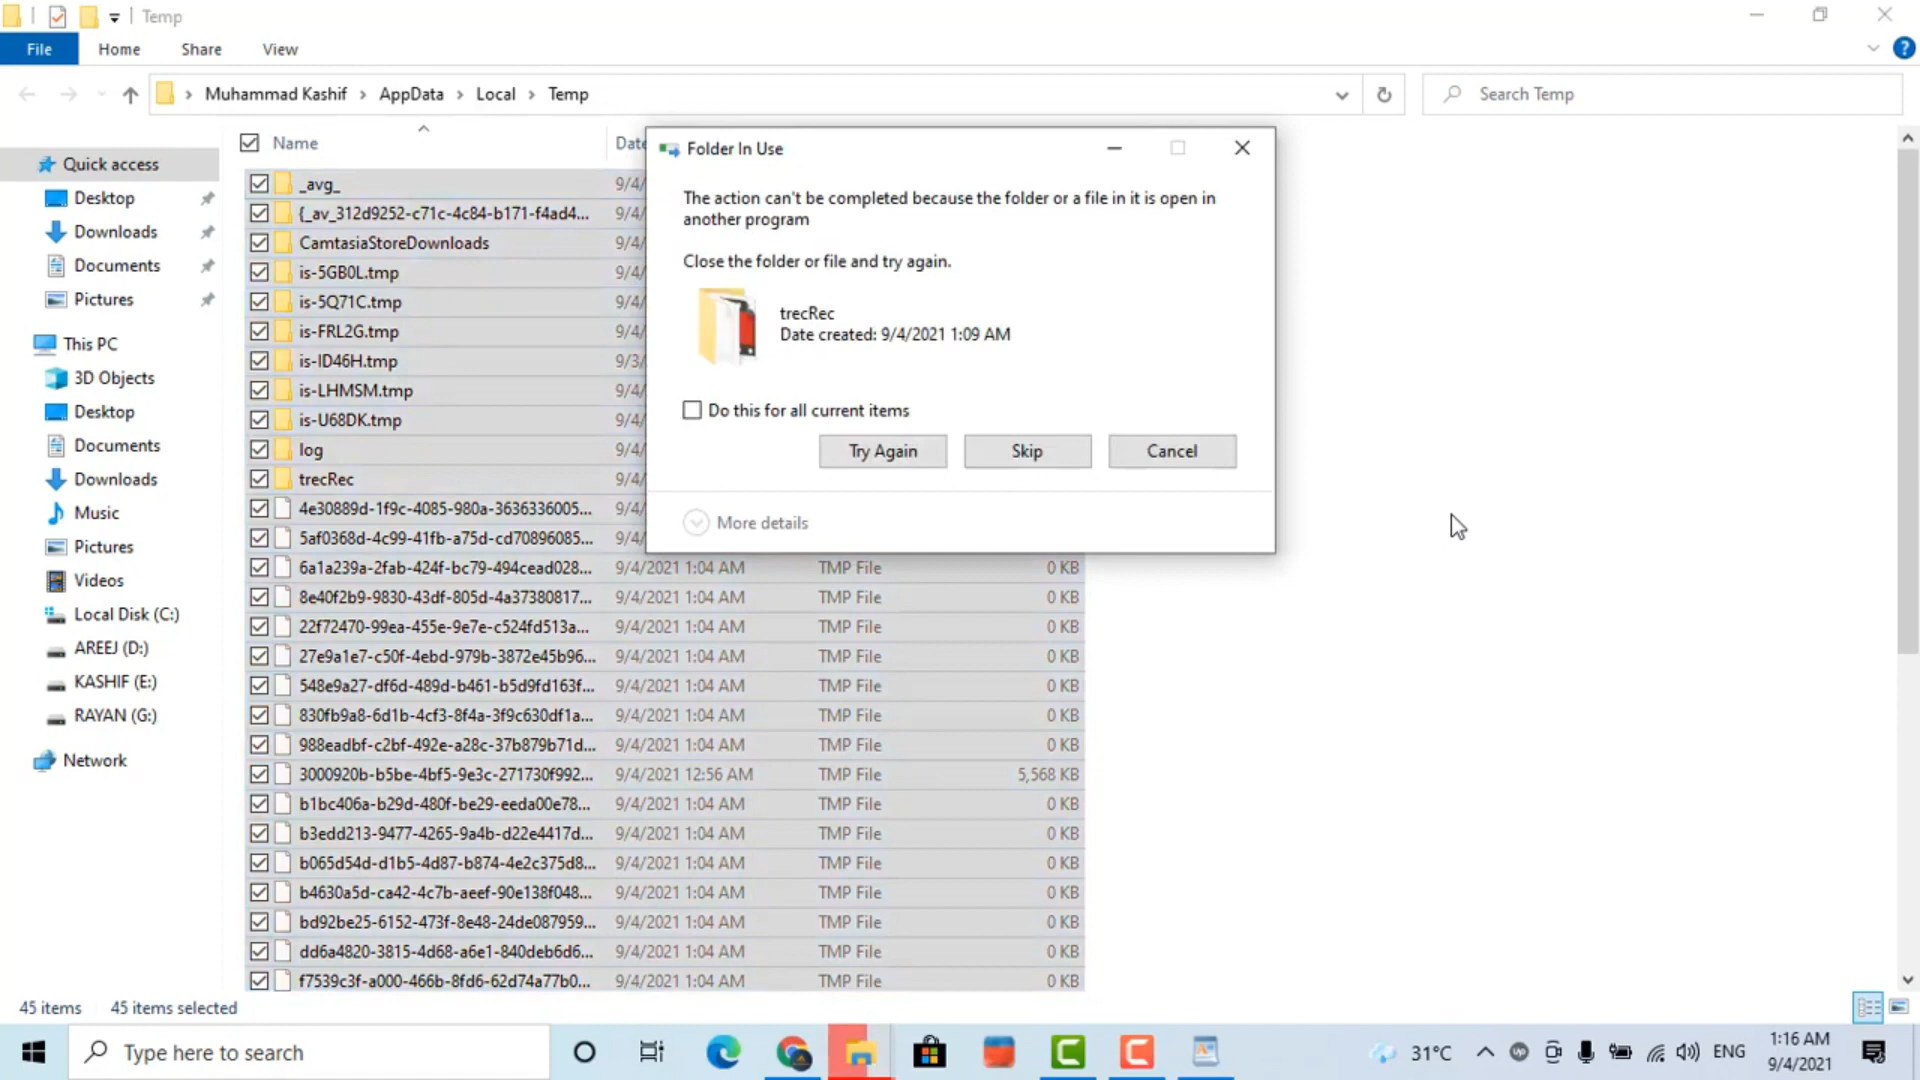 Temp
File Home Share View
Muhammad Kashif AppData Local Temp
Search Temp
Quick access
Desktop
Downloads
Documents
Pictures
This PC
3D Objects
Desktop
Documents
Downloads
Music
Pictures
Videos
Local Disk (C:)
AREEJ (D:)
KASHIF (E:)
RAYAN (G:)
Network
Name Date
_avg_ 9/4/
{_av_312d9252-c71c-4c84-b171-f4ad4... 9/4/
CamtasiaStoreDownloads 9/4/
is-5GB0L.tmp 9/4/
is-5Q71C.tmp 9/4/
is-FRL2G.tmp 9/4/
is-ID46H.tmp 9/3/
is-LHMSM.tmp 9/4/
is-U68DK.tmp 9/4/
log 9/4/
trecRec 9/4/
4e30889d-1f9c-4085-980a-3636336005... 9/4/
5af0368d-4c99-41fb-a75d-cd70896085... 9/4/
6a1a239a-2fab-424f-bc79-494cead028... 9/4/2021 1:04 AM TMP File 0 KB
8e40f2b9-9830-43df-805d-4a37380817... 9/4/2021 1:04 AM TMP File 0 KB
22f72470-99ea-455e-9e7e-c524fd513a... 9/4/2021 1:04 AM TMP File 0 KB
27e9a1e7-c50f-4ebd-979b-3872e45b96... 9/4/2021 1:04 AM TMP File 0 KB
548e9a27-df6d-489d-b461-b5d9fd163f... 9/4/2021 1:04 AM TMP File 0 KB
830fb9a8-6d1b-4cf3-8f4a-3f9c630df1a... 9/4/2021 1:04 AM TMP File 0 KB
988eadbf-c2bf-492e-a28c-37b879b71d... 9/4/2021 1:04 AM TMP File 0 KB
3000920b-b5be-4bf5-9e3c-271730f992... 9/4/2021 12:56 AM TMP File 5,568 KB
b1bc406a-b29d-480f-be29-eeda00e78... 9/4/2021 1:04 AM TMP File 0 KB
b3edd213-9477-4265-9a4b-d22e4417d... 9/4/2021 1:04 AM TMP File 0 KB
b065d54d-d1b5-4d87-b874-4e2c375d8... 9/4/2021 1:04 AM TMP File 0 KB
b4630a5d-ca42-4c7b-aeef-90e138f048... 9/4/2021 1:04 AM TMP File 0 KB
bd92be25-6152-473f-8e48-24de087959... 9/4/2021 1:04 AM TMP File 0 KB
dd6a4820-3815-4d68-a6e1-840deb6d6... 9/4/2021 1:04 AM TMP File 0 KB
f7539c3f-a000-466b-8fd6-62d74a77b0... 9/4/2021 1:04 AM TMP File 0 KB
Folder In Use
The action can't be completed because the folder or a file in it is open in
another program
Close the folder or file and try again.
trecRec
Date created: 9/4/2021 1:09 AM
Do this for all current items
Try Again Skip Cancel
More details
45 items 45 items selected
Type here to search
31°C
ENG
1:16 AM
9/4/2021